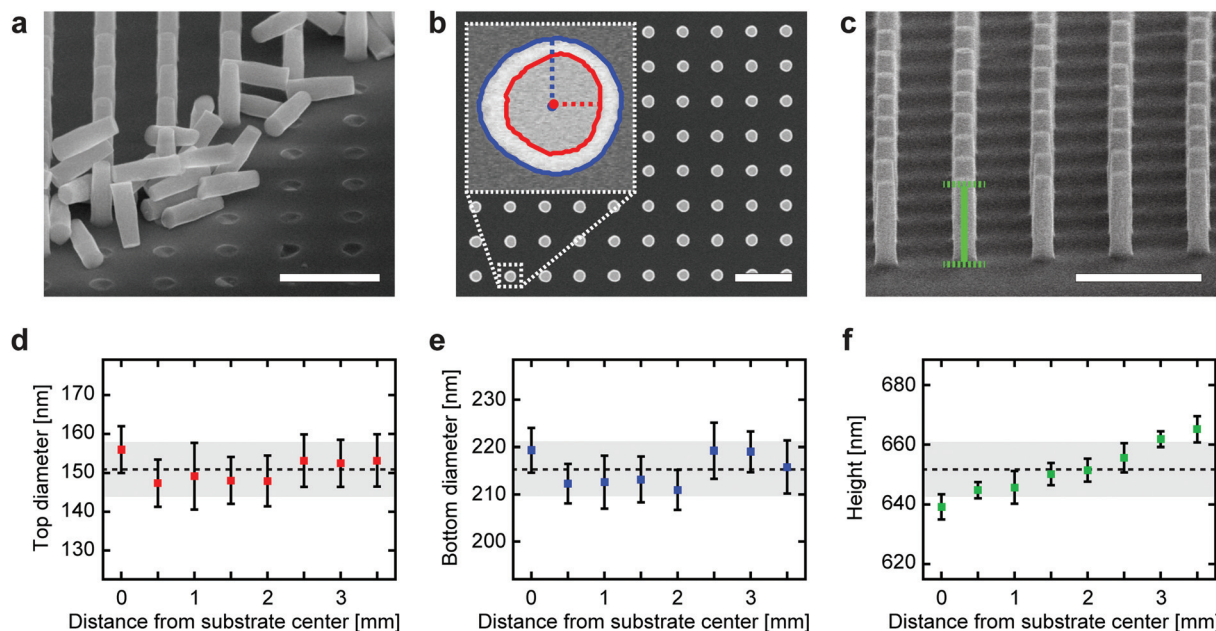 a
b
c
d
e
f
Top diameter [nm]
170
160
150
140
130
0
1
2
3
Distance from substrate center [mm]
Bottom diameter [nm]
220
210
200
0
1
2
3
Distance from substrate center [mm]
Height [nm]
680
660
640
620
0
1
2
3
Distance from substrate center [mm]